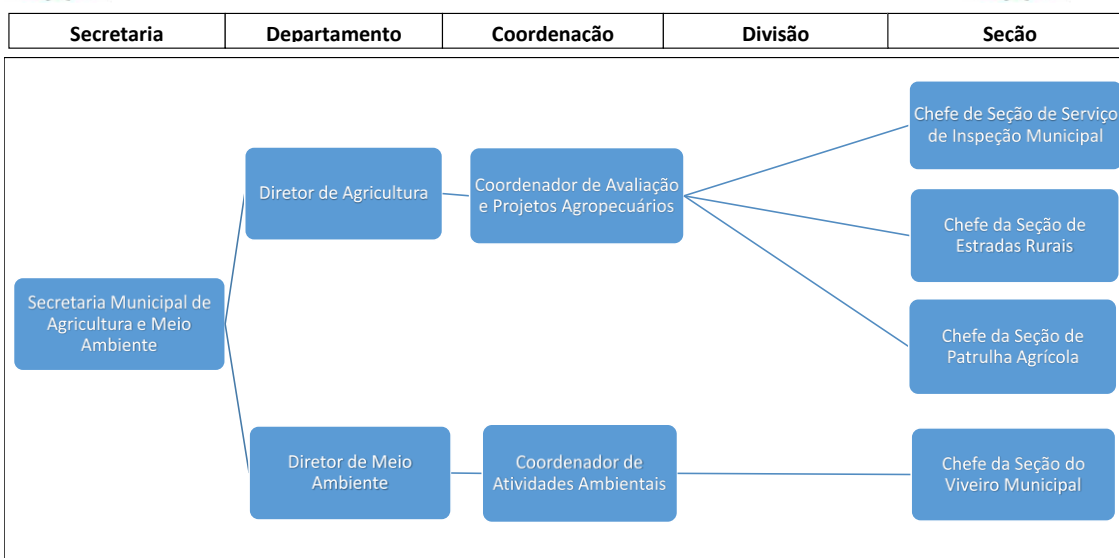 Secretaria
Departamento
Coordenação
Divisão
Seção
Chefe de Seção de Serviço
de Inspeção Municipal
Diretor de Agricultura
Coordenador de Avaliação
e Projetos Agropecuários
Chefe da Seção de
Estradas Rurais
Secretaria Municipal de
Agricultura e Meio
Ambiente
Chefe da Seção de
Patrulha Agrícola
Diretor de Meio
Ambiente
Coordenador de
Atividades Ambientais
Chefe da Seção do
Viveiro Municipal